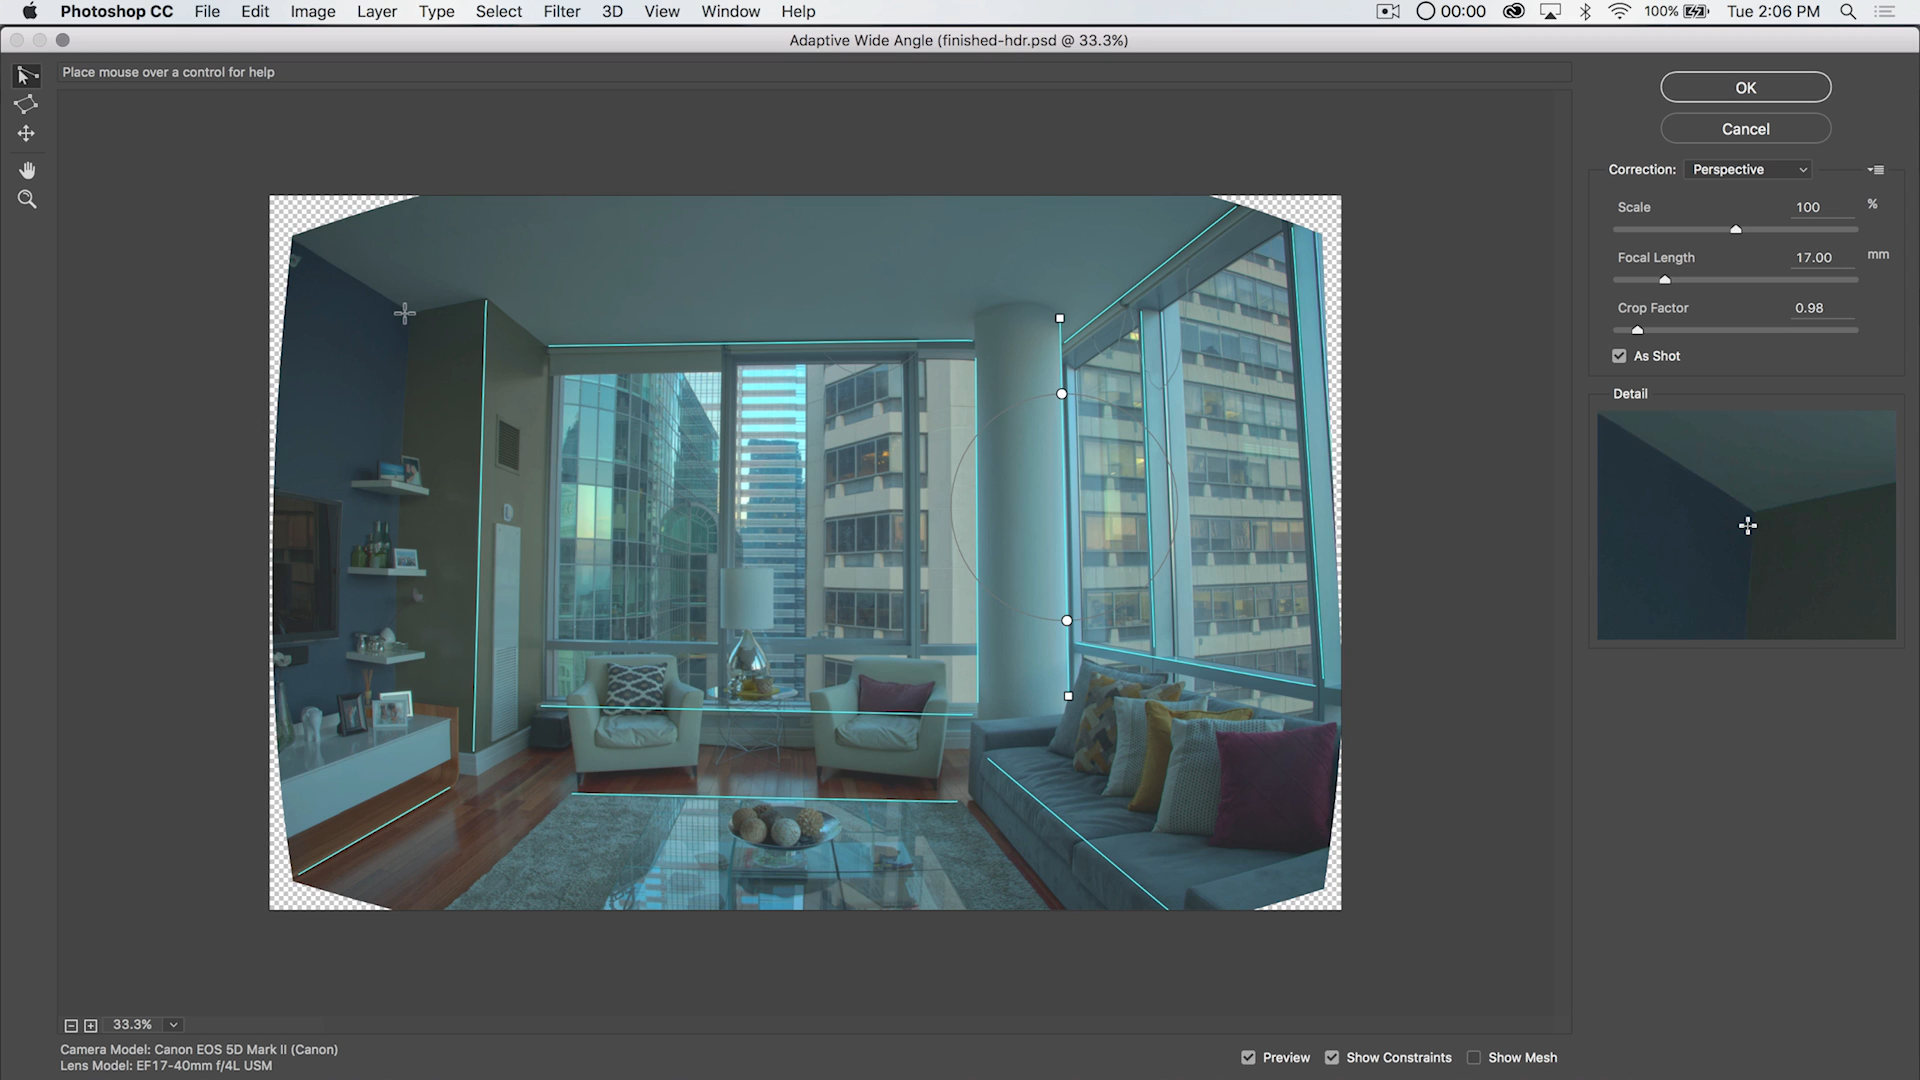 Photoshop CC File Edit Image Layer Type Select Filter 3D View Window Help 00:00 100% Tue 2:06 PM
Adaptive Wide Angle (finished-hdr.psd @ 33.3%)
Place mouse over a control for help
OK
Cancel
Correction: Perspective
Scale 100 %
Focal Length 17.00 mm
Crop Factor 0.98
As Shot
Detail
33.3%
Camera Model: Canon EOS 5D Mark II (Canon)
Lens Model: EF17-40mm f/4L USM
Preview Show Constraints Show Mesh